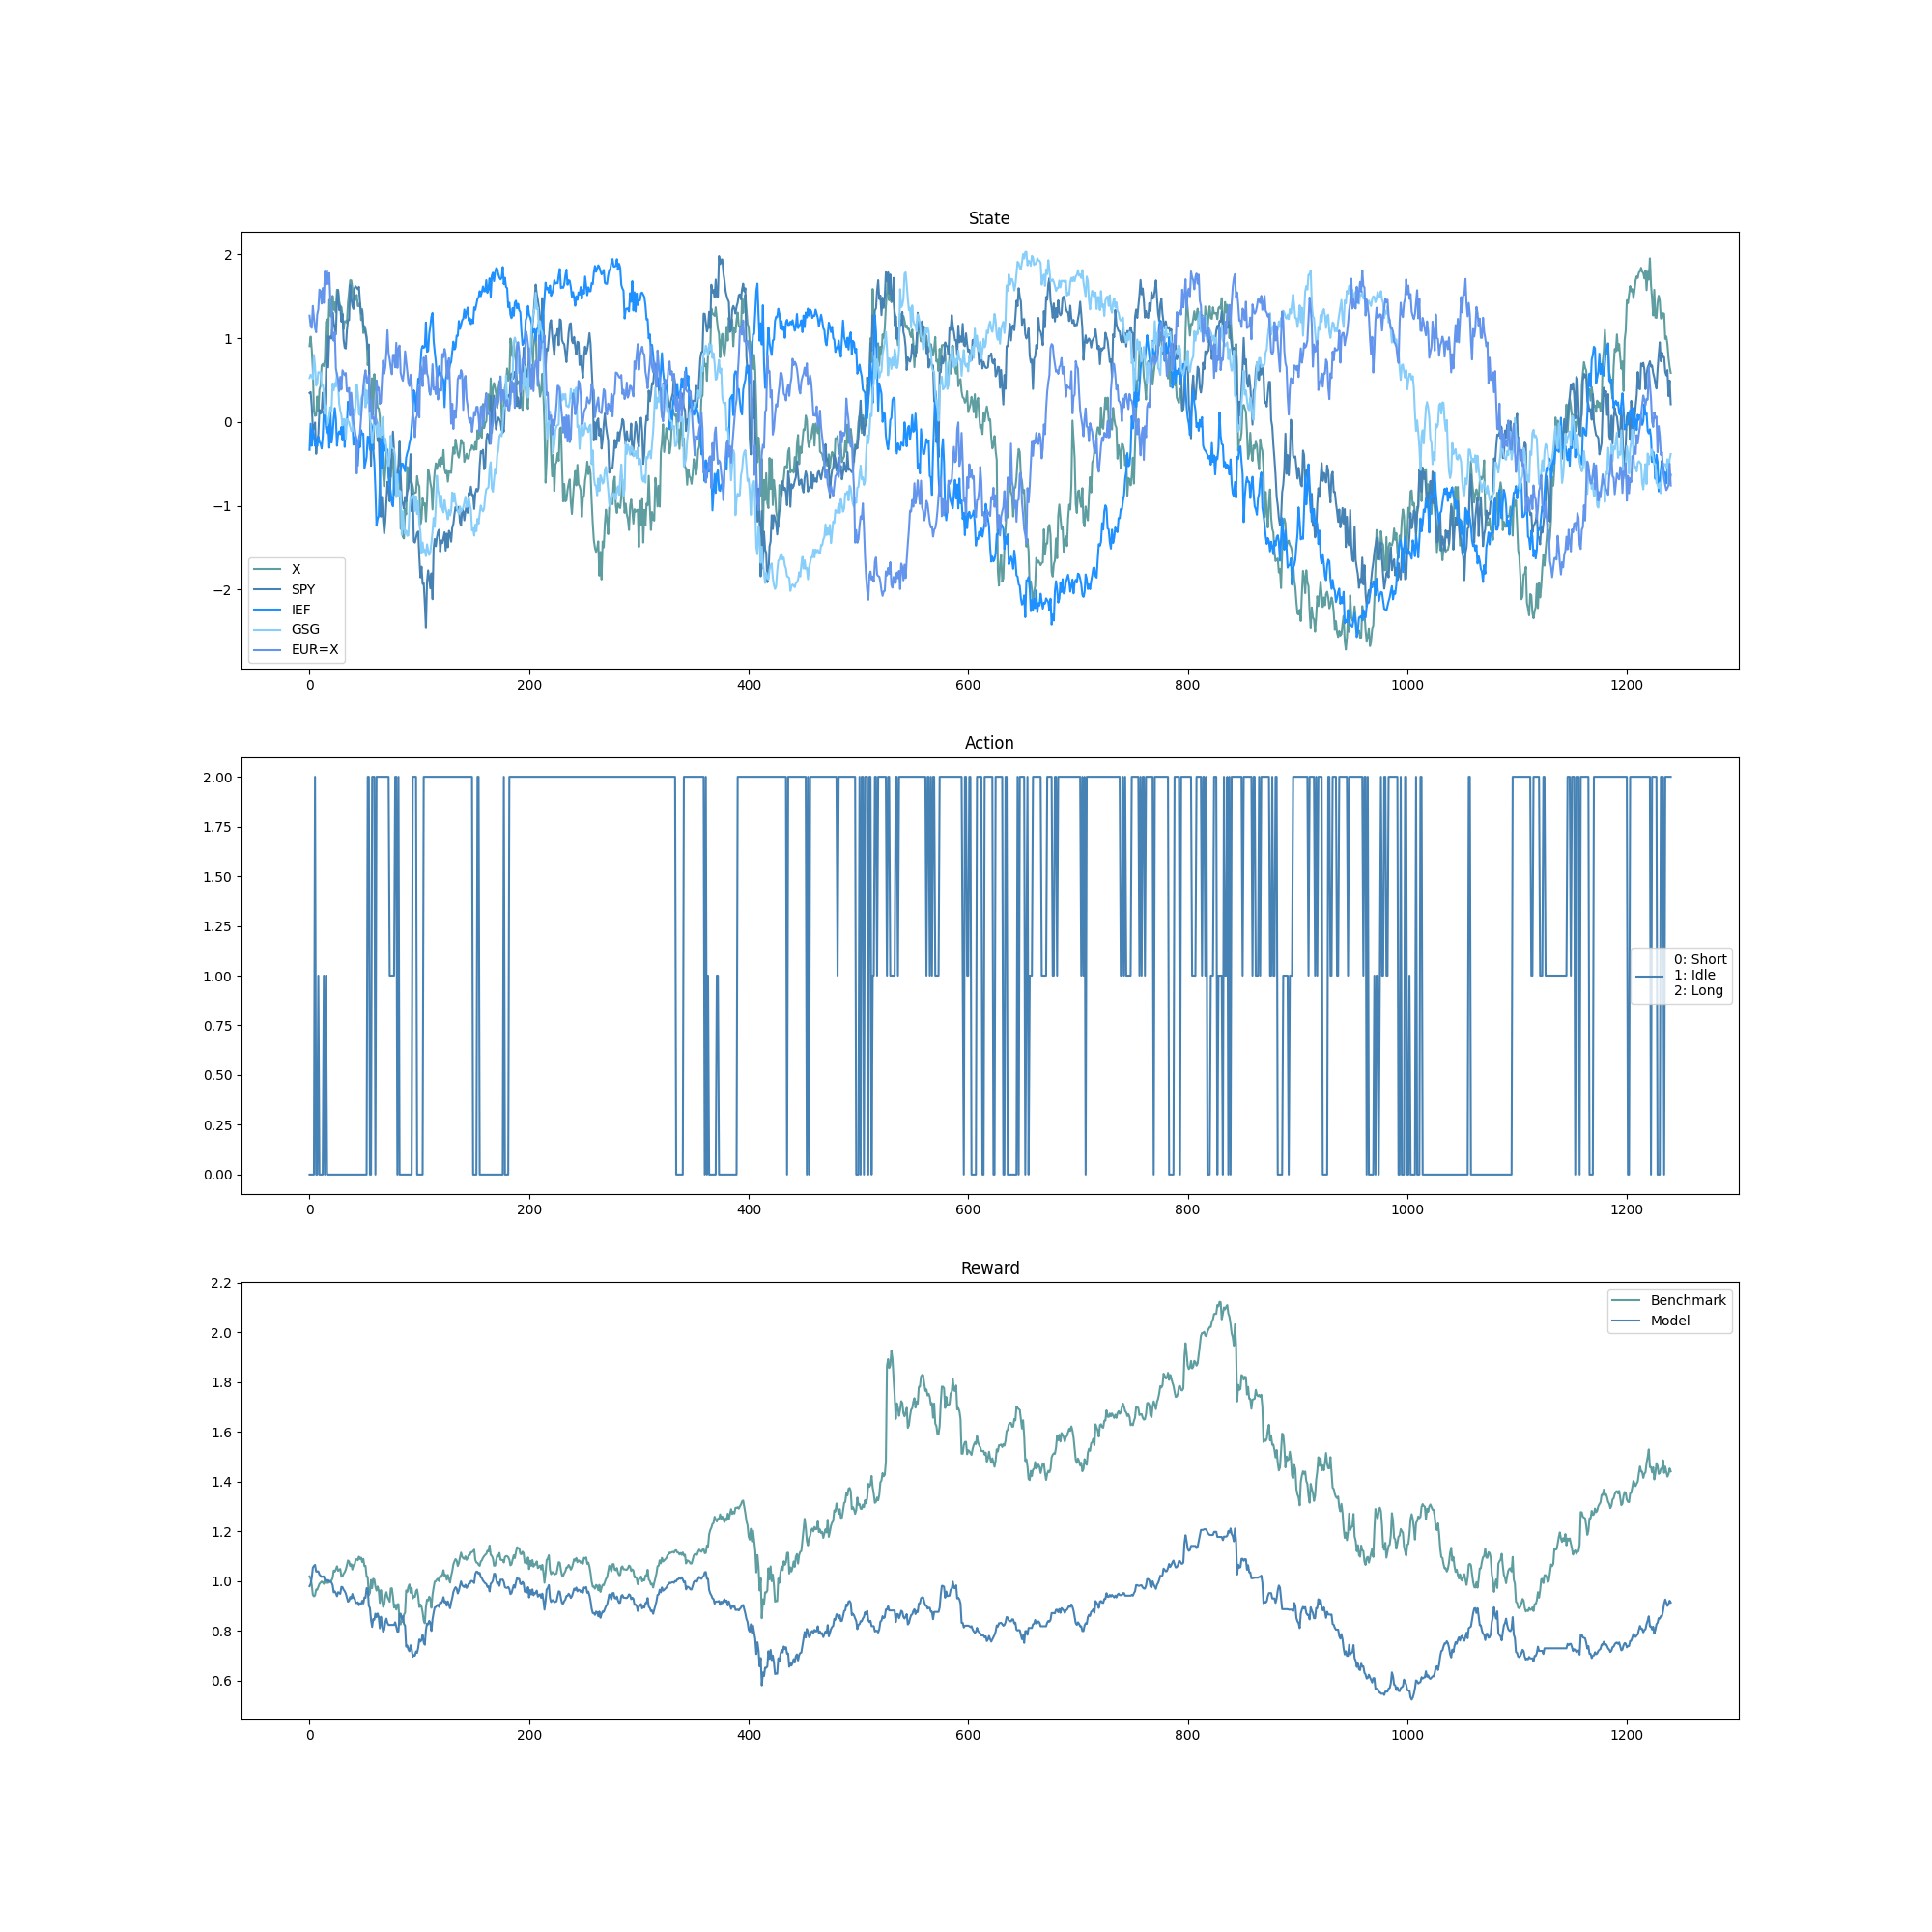 State
2
1
0
−1
−2
X
SPY
IEF
GSG
EUR=X
0 200 400 600 800 1000 1200
Action
2.00
1.75
1.50
1.25
1.00
0.75
0.50
0.25
0.00
0: Short
1: Idle
2: Long
0 200 400 600 800 1000 1200
Reward
2.2
2.0
1.8
1.6
1.4
1.2
1.0
0.8
0.6
Benchmark
Model
0 200 400 600 800 1000 1200